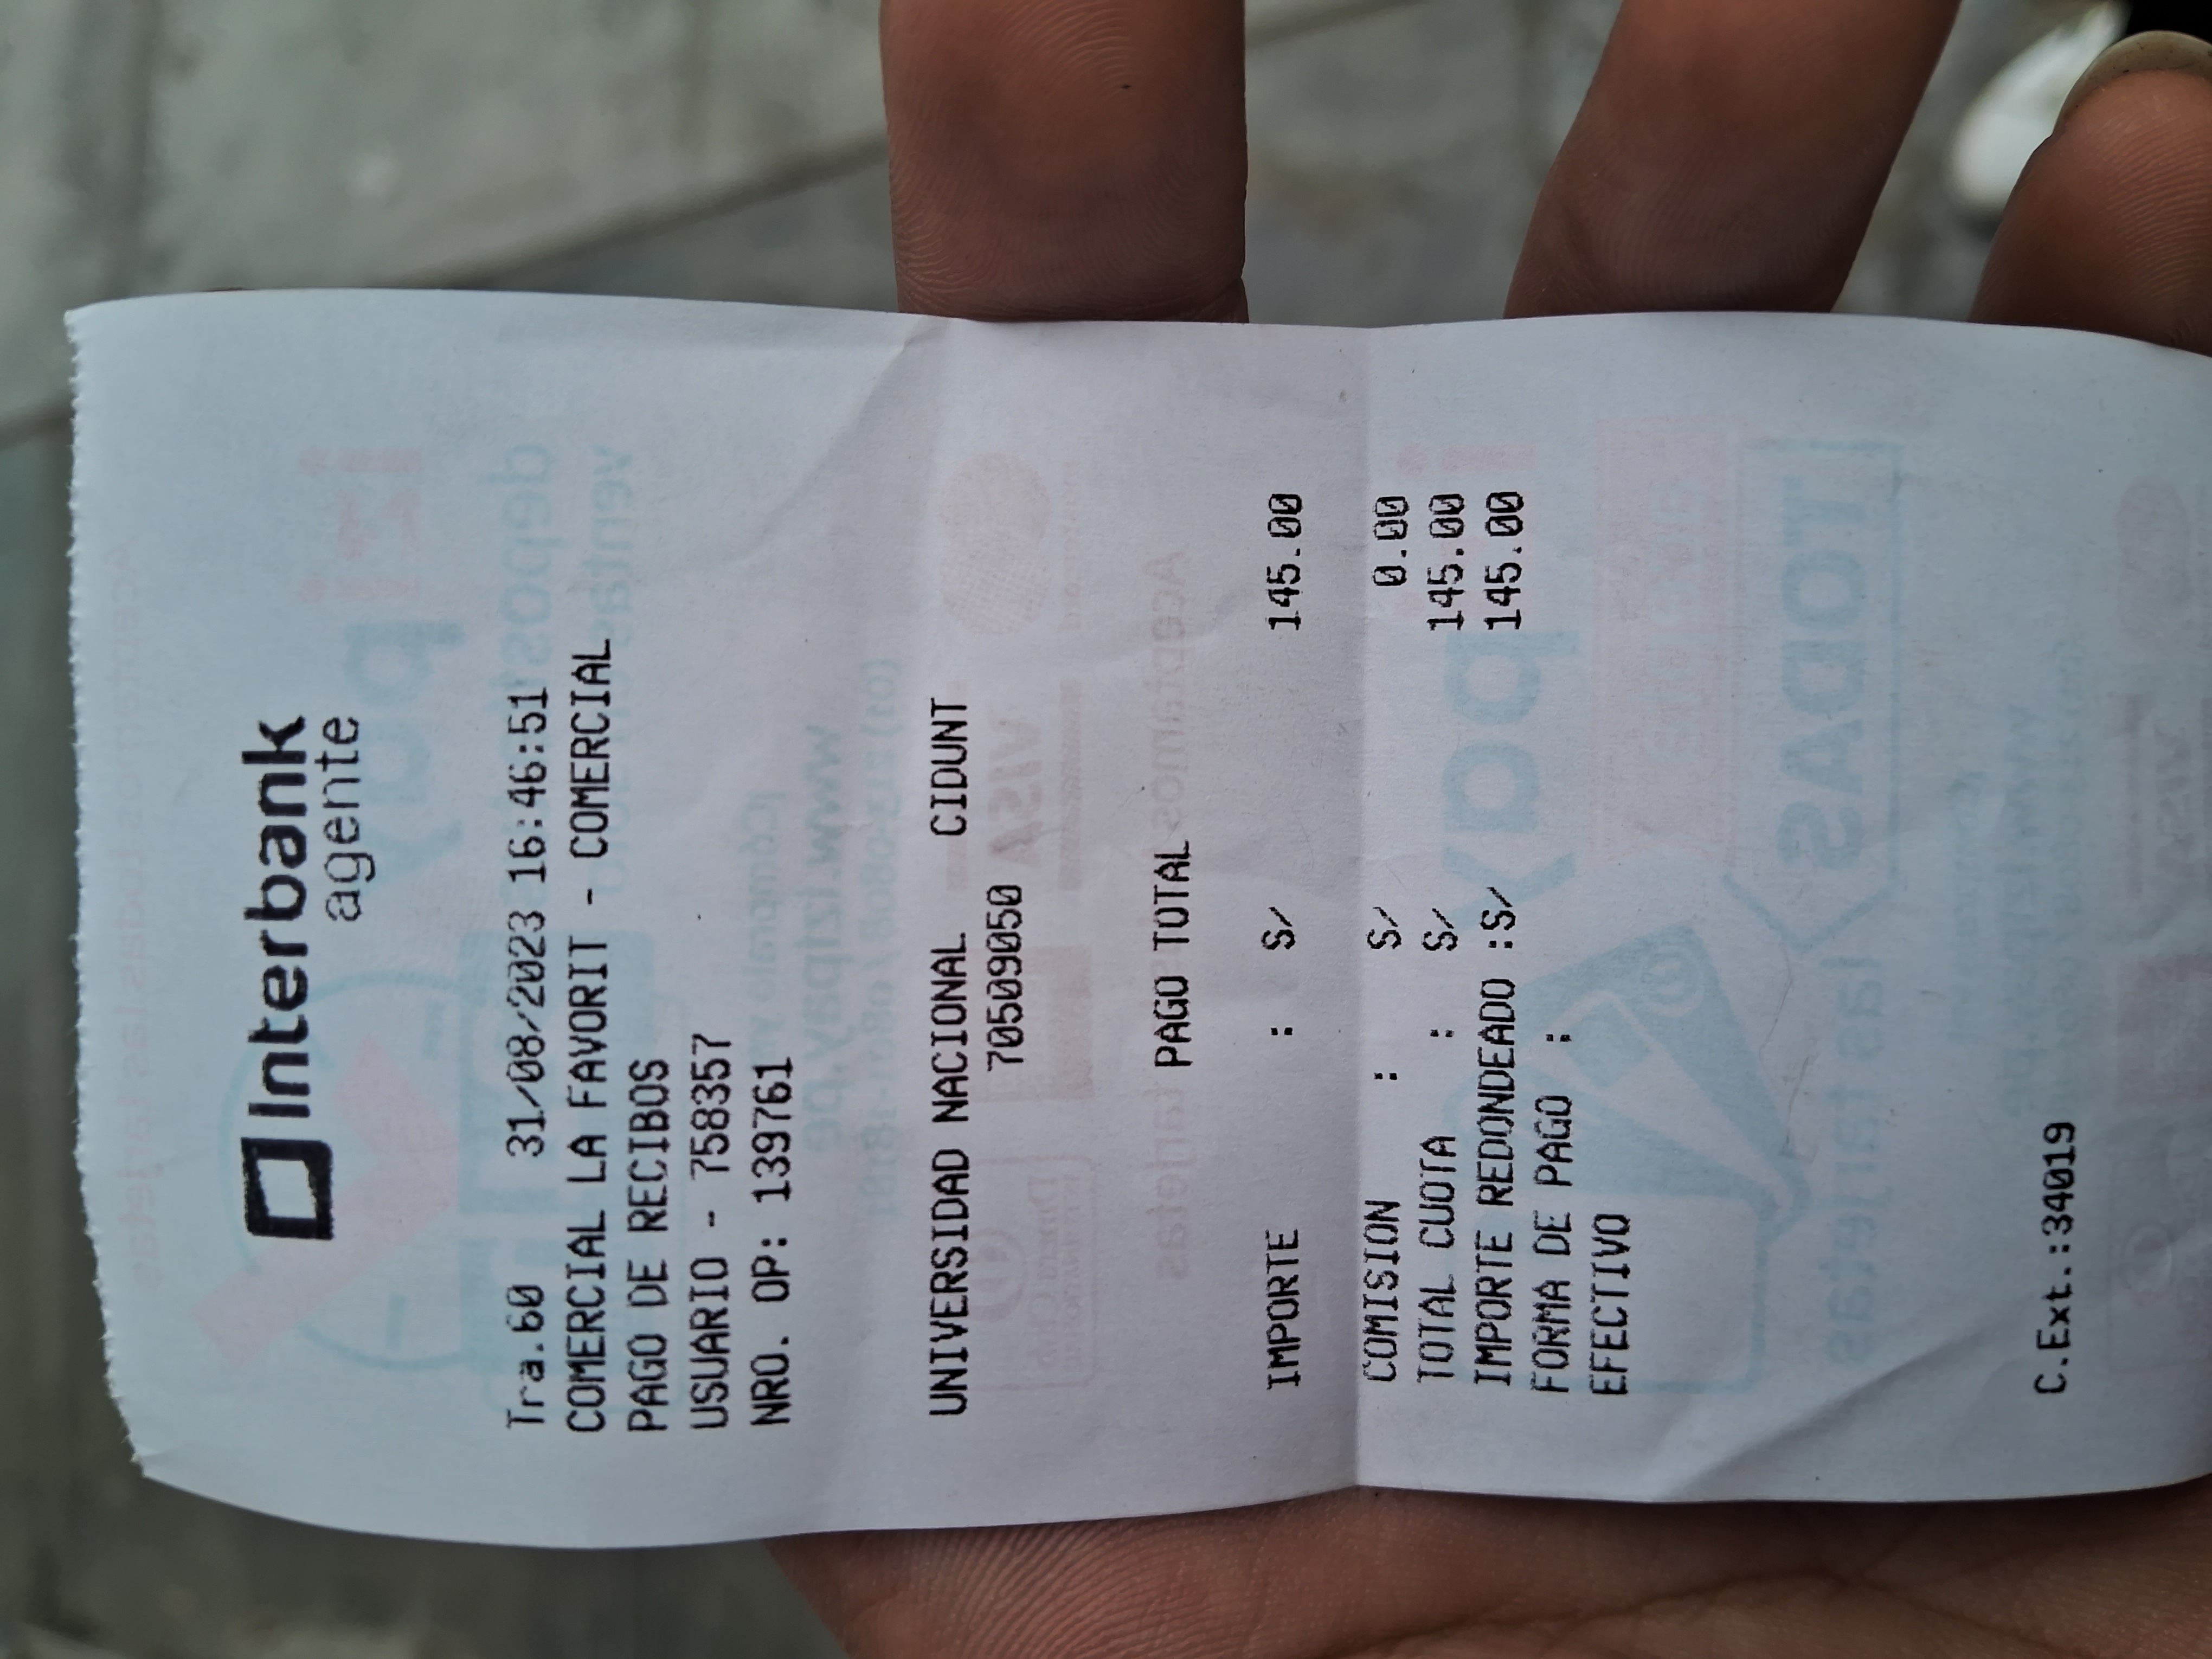 Interbank
agente
Tra.60 31/08/2023 16:46:51
COMERCIAL LA FAVORIT - COMERCIAL
PAGO DE RECIBOS
USUARIO - 758357
NRO. OP: 139761
UNIVERSIDAD NACIONAL CIDUNT
70509050
PAGO TOTAL
IMPORTE : S/ 145.00
COMISION : S/ 0.00
TOTAL CUOTA : S/ 145.00
IMPORTE REDONDEADO :S/ 145.00
FORMA DE PAGO :
EFECTIVO
C.Ext.:34019